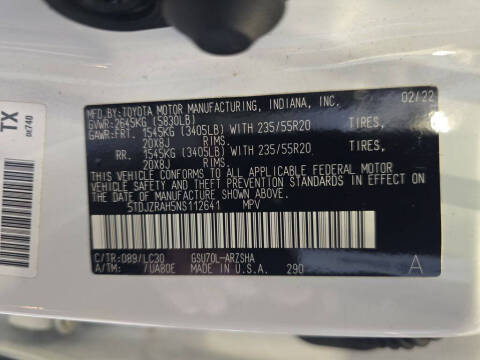 MFD.BY:TOYOTA MOTOR MANUFACTURING, INDIANA, INC. 02/22
GVWR:2645KG (5830LB)
GAWR:FRT. 1545KG (3405LB) WITH 235/55R20 TIRES,
20X8J RIMS.
RR. 1545KG (3405LB) WITH 235/55R20 TIRES,
20X8J RIMS.
THIS VEHICLE CONFORMS TO ALL APPLICABLE FEDERAL MOTOR
VEHICLE SAFETY AND THEFT PREVENTION STANDARDS IN EFFECT
ON THE DATE OF MANUFACTURE SHOWN ABOVE.
5TDJZRAH5NS112641 MPV
C/TR:089/LC30 GSU70L-ARZSHA
A/TM: /UA80E MADE IN U.S.A. 290 A
TX